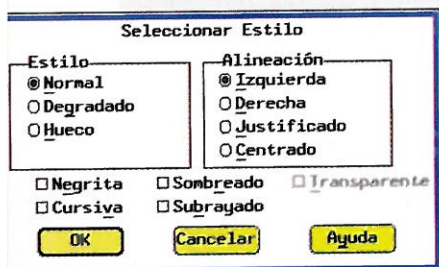 Seleccionar Estilo
Estilo
Normal
Degradado
Hueco
Alineación
Izquierda
Derecha
Justificado
Centrado
Negrita Sombreado Transparente
Cursiva Subrayado
OK Cancelar Ayuda